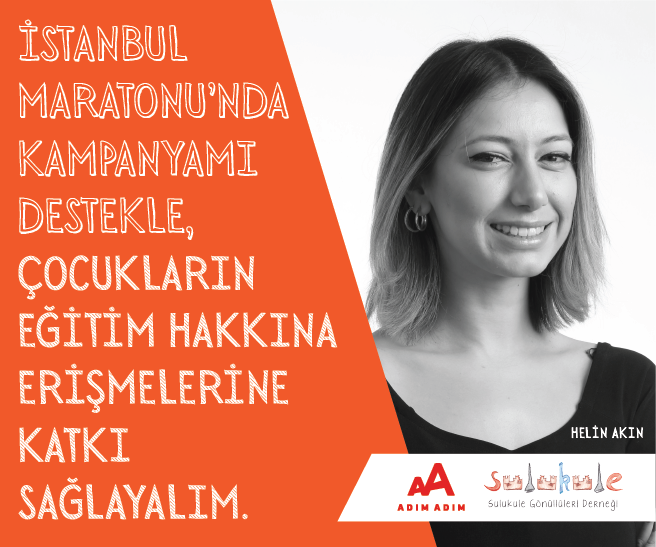 İSTANBUL
MARATONU'NDA
KAMPANYAMI
DESTEKLE,
ÇOCUKLARIN
EĞİTİM HAKKINA
ERİŞMELERİNE
KATKI
SAĞLAYALIM.
HELİN AKIN
AA
ADIM ADIM
Sulukule
Sulukule Gönüllüleri Derneği